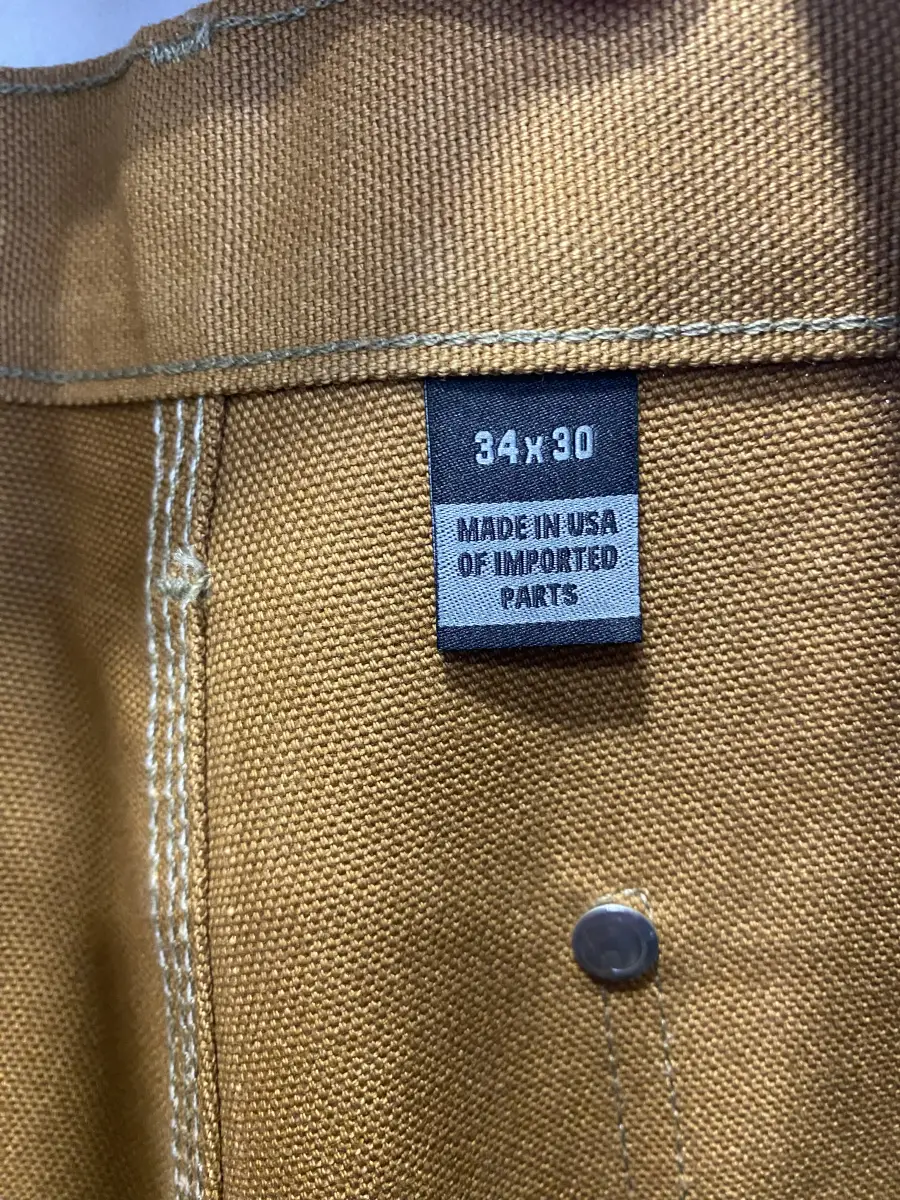 34x30
MADE IN USA
OF IMPORTED
PARTS